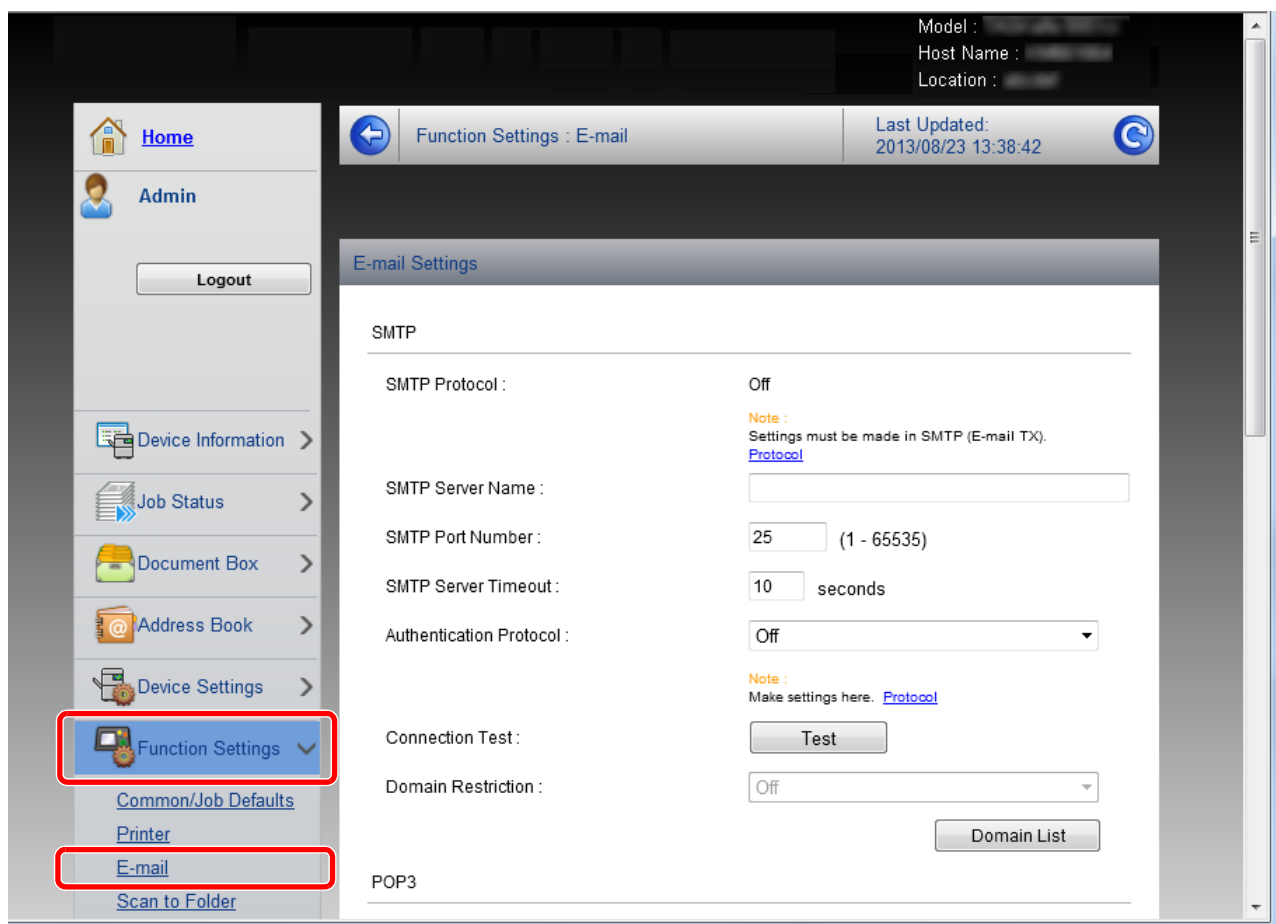 Model :
Host Name :
Location :
Home
Admin
Logout
Device Information
Job Status
Document Box
Address Book
Device Settings
Function Settings
Common/Job Defaults
Printer
E-mail
Scan to Folder
Function Settings : E-mail
Last Updated:
2013/08/23 13:38:42
E-mail Settings
SMTP
SMTP Protocol : Off
Note :
Settings must be made in SMTP (E-mail TX).
Protocol
SMTP Server Name :
SMTP Port Number : 25 (1 - 65535)
SMTP Server Timeout : 10 seconds
Authentication Protocol : Off
Note :
Make settings here. Protocol
Connection Test : Test
Domain Restriction : Off
Domain List
POP3